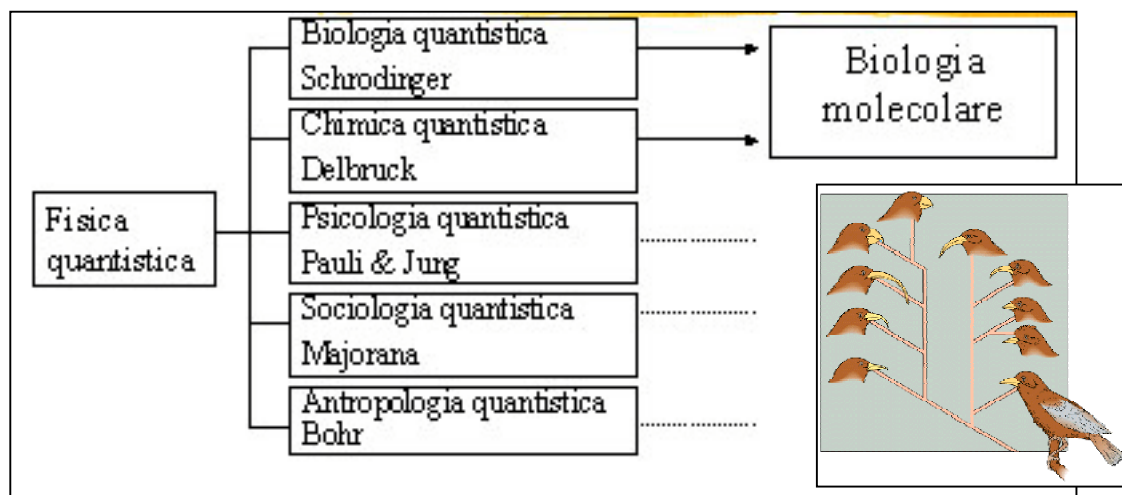 Fisica
quantistica
Biologia quantistica
Schrodinger
Chimica quantistica
Delbruck
Psicologia quantistica
Pauli & Jung
Sociologia quantistica
Majorana
Antropologia quantistica
Bohr
Biologia
molecolare